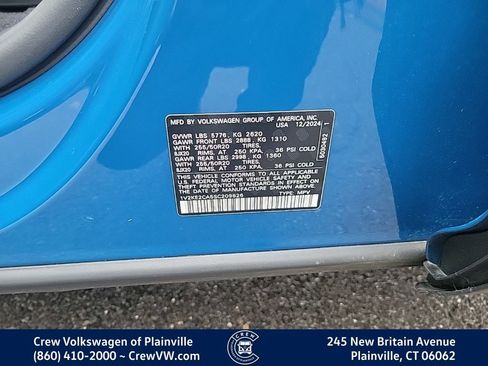 MFD. BY VOLKSWAGEN GROUP OF AMERICA, INC.
USA 12/2024
GVWR LBS 5776, KG 2620
GAWR FRONT LBS 2888, KG 1310
WITH 255/50R20 TIRES,
8JX20 RIMS, AT 250 KPA, 36 PSI COLD
GAWR REAR LBS 2998, KG 1360
WITH 255/50R20 TIRES,
8JX20 RIMS, AT 250 KPA, 36 PSI COLD
THIS VEHICLE CONFORMS TO ALL APPLICABLE
U.S. FEDERAL MOTOR VEHICLE SAFETY
STANDARDS IN EFFECT ON THE DATE OF
MANUFACTURE SHOWN ABOVE.
TYPE: MPV
CREW
Crew Volkswagen of Plainville
(860) 410-2000 ~ CrewVW.com
245 New Britain Avenue
Plainville, CT 06062